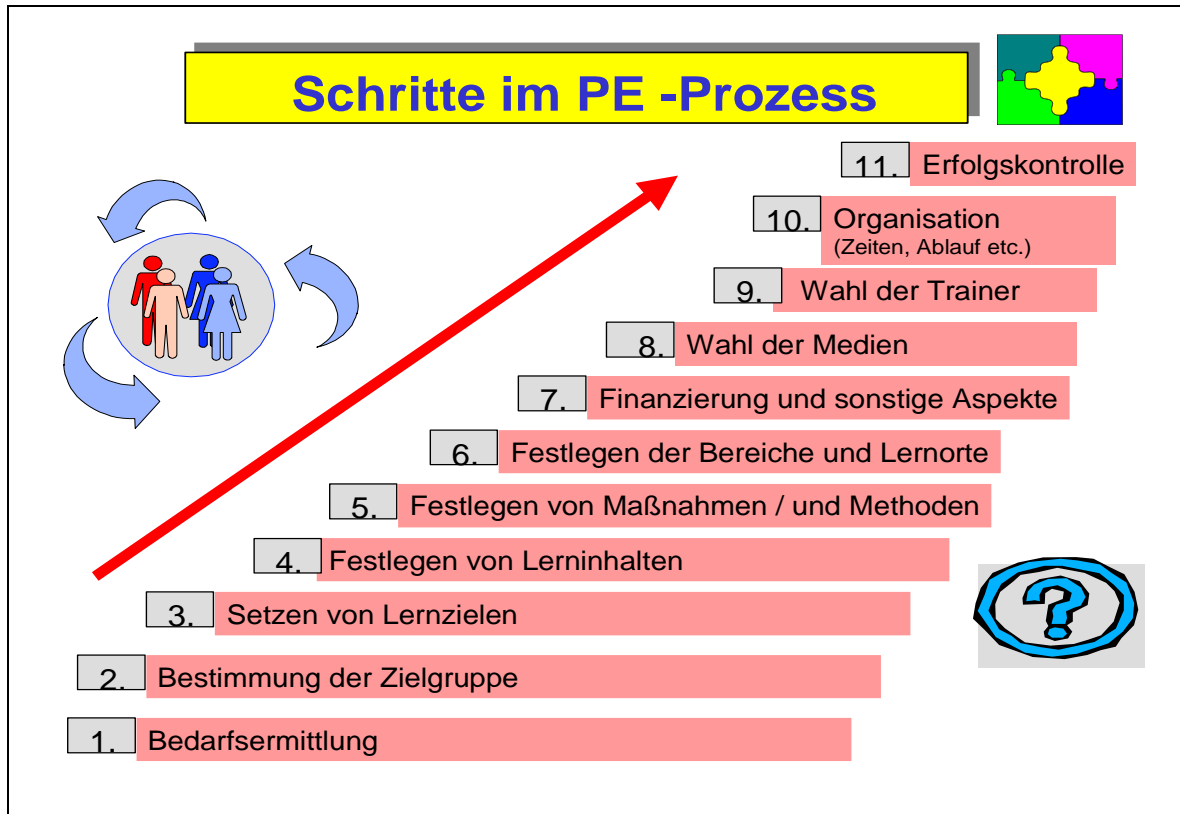 Schritte im PE -Prozess
11. Erfolgskontrolle
10. Organisation
(Zeiten, Ablauf etc.)
9. Wahl der Trainer
8. Wahl der Medien
7. Finanzierung und sonstige Aspekte
6. Festlegen der Bereiche und Lernorte
5. Festlegen von Maßnahmen / und Methoden
4. Festlegen von Lerninhalten
3. Setzen von Lernzielen
2. Bestimmung der Zielgruppe
1. Bedarfsermittlung
?